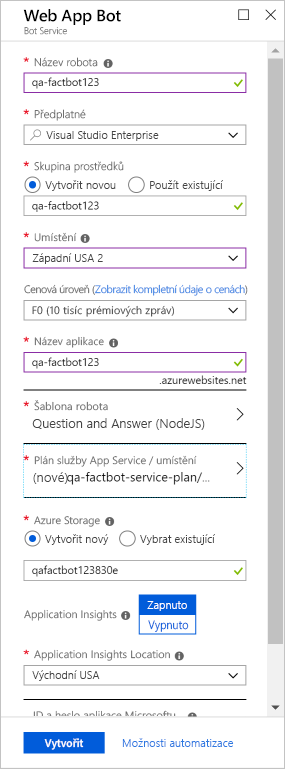 Web App Bot
Bot Service
* Název robota
qa-factbot123
* Předplatné
Visual Studio Enterprise
* Skupina prostředků
Vytvořit novou Použít existující
qa-factbot123
* Umístění
Západní USA 2
Cenová úroveň (Zobrazit kompletní údaje o cenách)
F0 (10 tisíc prémiových zpráv)
* Název aplikace
qa-factbot123
.azurewebsites.net
* Šablona robota
Question and Answer (NodeJS)
* Plán služby App Service / umístění
(nové)qa-factbot-service-plan/...
* Azure Storage
Vytvořit nový Vybrat existující
qafactbot123830e
Application Insights Zapnuto
Vypnuto
* Application Insights Location
Východní USA
ID a heslo aplikace Microsoftu
Vytvořit Možnosti automatizace